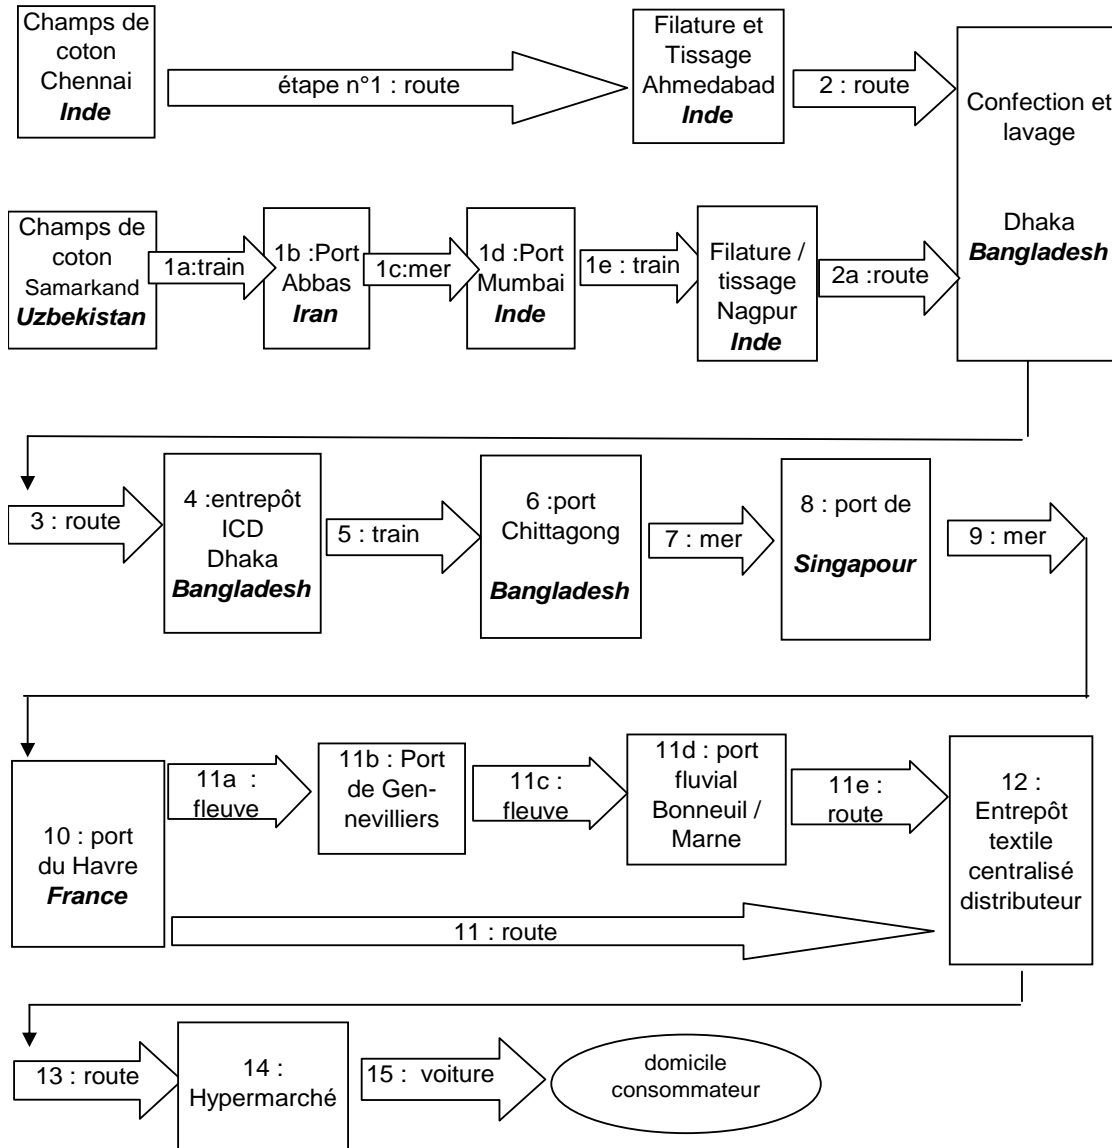 Champs de
coton
Chennai
Inde
étape n°1 : route
Filature et
Tissage
Ahmedabad
Inde
2 : route
Confection et
lavage
Dhaka
Bangladesh
Champs de
coton
Samarkand
Uzbekistan
1a:train
1b :Port
Abbas
Iran
1c:mer
1d :Port
Mumbai
Inde
1e : train
Filature /
tissage
Nagpur
Inde
2a :route
3 : route
4 :entrepôt
ICD
Dhaka
Bangladesh
5 : train
6 :port
Chittagong
Bangladesh
7 : mer
8 : port de
Singapour
9 : mer
10 : port
du Havre
France
11a :
fleuve
11b : Port
de Gen-
nevilliers
11c :
fleuve
11d : port
fluvial
Bonneuil /
Marne
11e :
route
11 : route
12 :
Entrepôt
textile
centralisé
distributeur
13 : route
14 :
Hypermarché
15 : voiture
domicile
consommateur